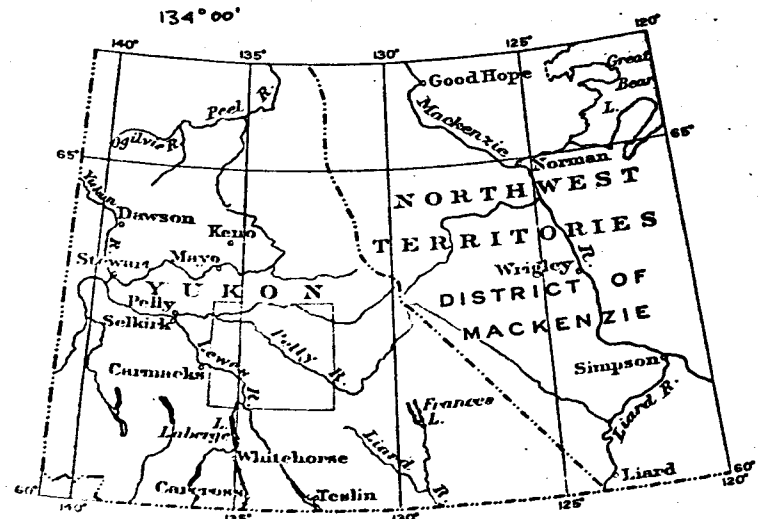 134°00'
140° 135° 130° 125° 120°
Good Hope
Great
Bear
L.
Peel R.
Mackenzie
Ogilvie R.
65° 65°
Norman
Yukon
R.
NORTHWEST
TERRITORIES
Dawson
Keno
Stewart
Mayo
Wrigley
R.
YUKON
DISTRICT OF
MACKENZIE
Pelly
Selkirk
Pelly R.
Lewes
R.
Carmacks
Simpson
Frances
L.
Liard R.
L.
Laberge
Liard
R
Whitehorse
Carcross
Teslin
Liard
60° 140° 135° 130° 125° 60° 120°